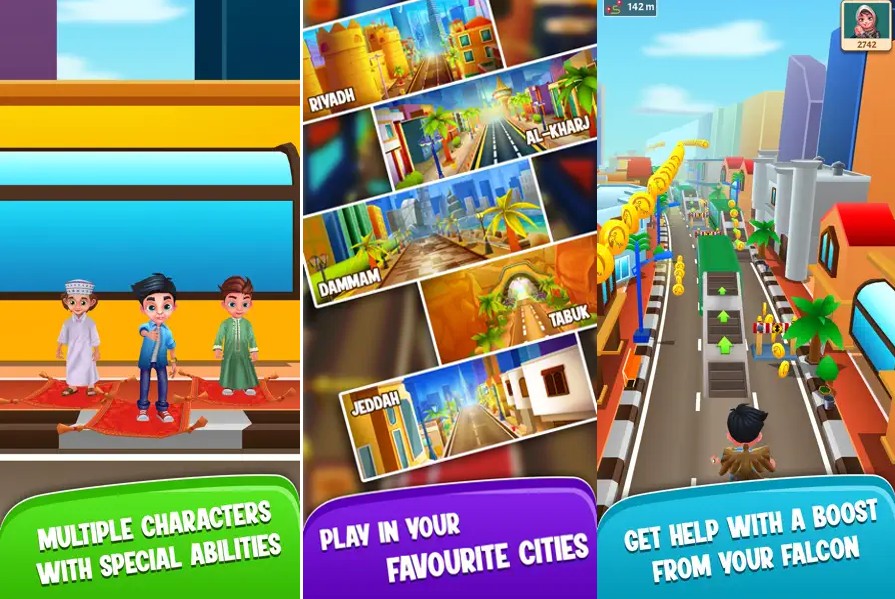 MULTIPLE CHARACTERS
WITH SPECIAL ABILITIES
RIYADH
AL-KHARJ
DAMMAM
TABUK
JEDDAH
PLAY IN YOUR
FAVOURITE CITIES
142 m
2742
GET HELP WITH A BOOST
FROM YOUR FALCON